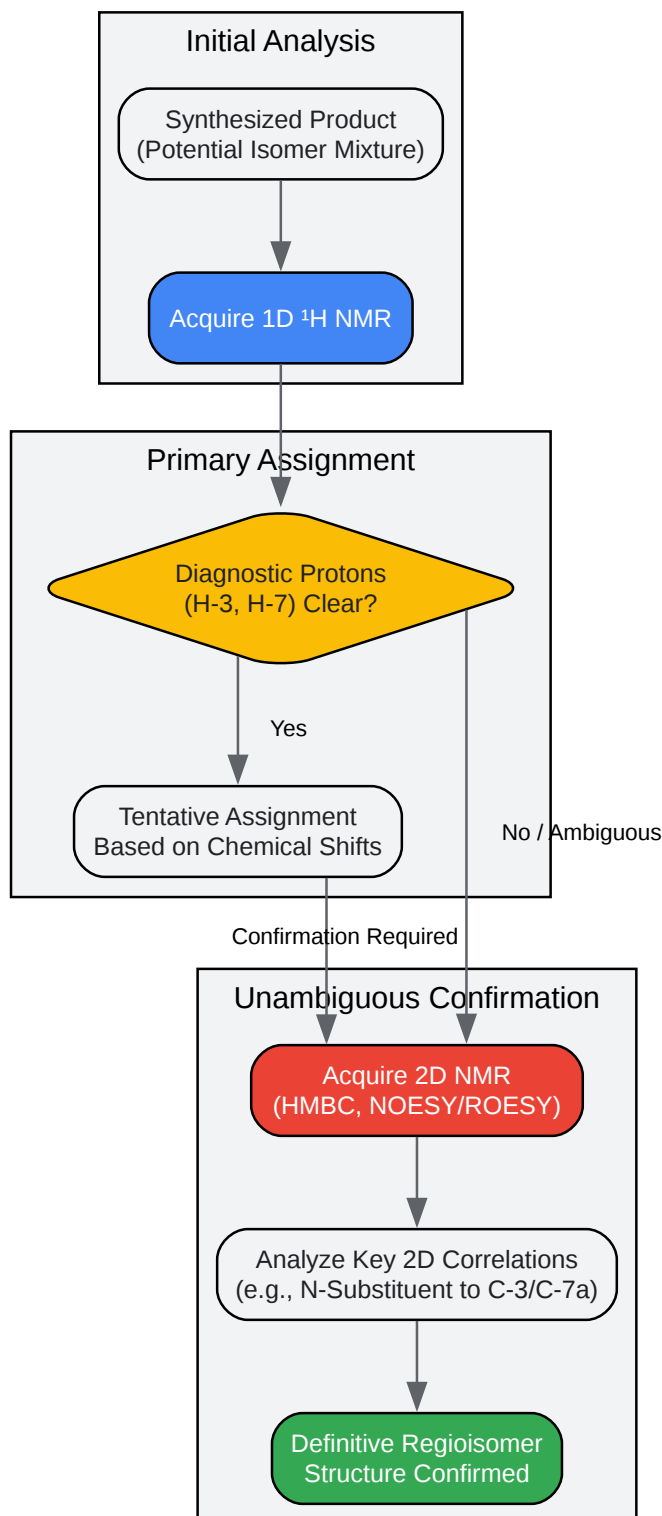 Initial Analysis
Synthesized Product
(Potential Isomer Mixture)
Acquire 1D ¹H NMR
Primary Assignment
Diagnostic Protons
(H-3, H-7) Clear?
Yes
Tentative Assignment
Based on Chemical Shifts
No / Ambiguous
Confirmation Required
Unambiguous Confirmation
Acquire 2D NMR
(HMBC, NOESY/ROESY)
Analyze Key 2D Correlations
(e.g., N-Substituent to C-3/C-7a)
Definitive Regioisomer
Structure Confirmed